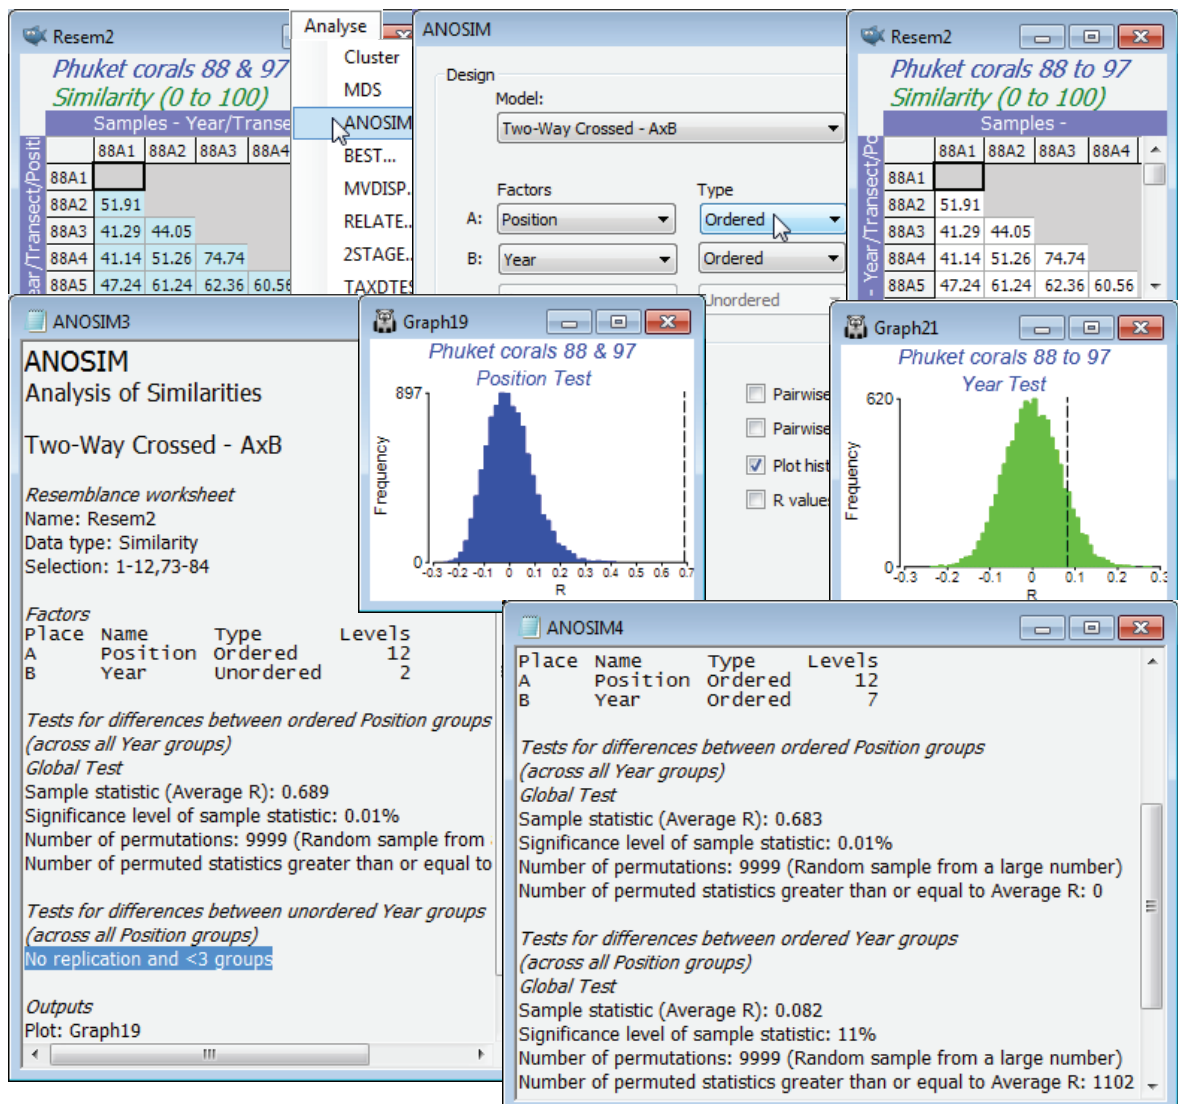 Resem2
Phuket corals 88 & 97
Similarity (0 to 100)
Samples - Year/Transe
88A1 88A2 88A3 88A4
88A1
88A2 51.91
88A3 41.29 44.05
88A4 41.14 51.26 74.74
88A5 47.24 61.24 62.36 60.56
ear/Transect/Positi
Analyse
Cluster
MDS
ANOSIM
BEST...
MVDISP.
RELATE..
2STAGE..
TAXDTES
ANOSIM
Design
Model:
Two-Way Crossed - AxB
Factors Type
A: Position Ordered
B: Year Ordered
Unordered
Pairwise
Pairwise
Plot hist
R value
Resem2
Phuket corals 88 to 97
Similarity (0 to 100)
Samples -
88A1 88A2 88A3 88A4
88A1
88A2 51.91
88A3 41.29 44.05
88A4 41.14 51.26 74.74
88A5 47.24 61.24 62.36 60.56
- Year/Transect/Po
ANOSIM3
ANOSIM
Analysis of Similarities
Two-Way Crossed - AxB
Resemblance worksheet
Name: Resem2
Data type: Similarity
Selection: 1-12,73-84
Factors
Place Name Type Levels
A Position Ordered 12
B Year Unordered 2
Tests for differences between ordered Position groups
(across all Year groups)
Global Test
Sample statistic (Average R): 0.689
Significance level of sample statistic: 0.01%
Number of permutations: 9999 (Random sample from
Number of permuted statistics greater than or equal to
Tests for differences between unordered Year groups
(across all Position groups)
No replication and <3 groups
Outputs
Plot: Graph19
Graph19
Phuket corals 88 & 97
Position Test
897
Frequency
0
-0.3 -0.2 -0.1 0 0.1 0.2 0.3 0.4 0.5 0.6 0.7
R
Graph21
Phuket corals 88 to 97
Year Test
620
Frequency
0
-0.3 -0.2 -0.1 0 0.1 0.2 0.3
R
ANOSIM4
Place Name Type Levels
A Position Ordered 12
B Year Ordered 7
Tests for differences between ordered Position groups
(across all Year groups)
Global Test
Sample statistic (Average R): 0.683
Significance level of sample statistic: 0.01%
Number of permutations: 9999 (Random sample from a large number)
Number of permuted statistics greater than or equal to Average R: 0
Tests for differences between ordered Year groups
(across all Position groups)
Global Test
Sample statistic (Average R): 0.082
Significance level of sample statistic: 11%
Number of permutations: 9999 (Random sample from a large number)
Number of permuted statistics greater than or equal to Average R: 1102